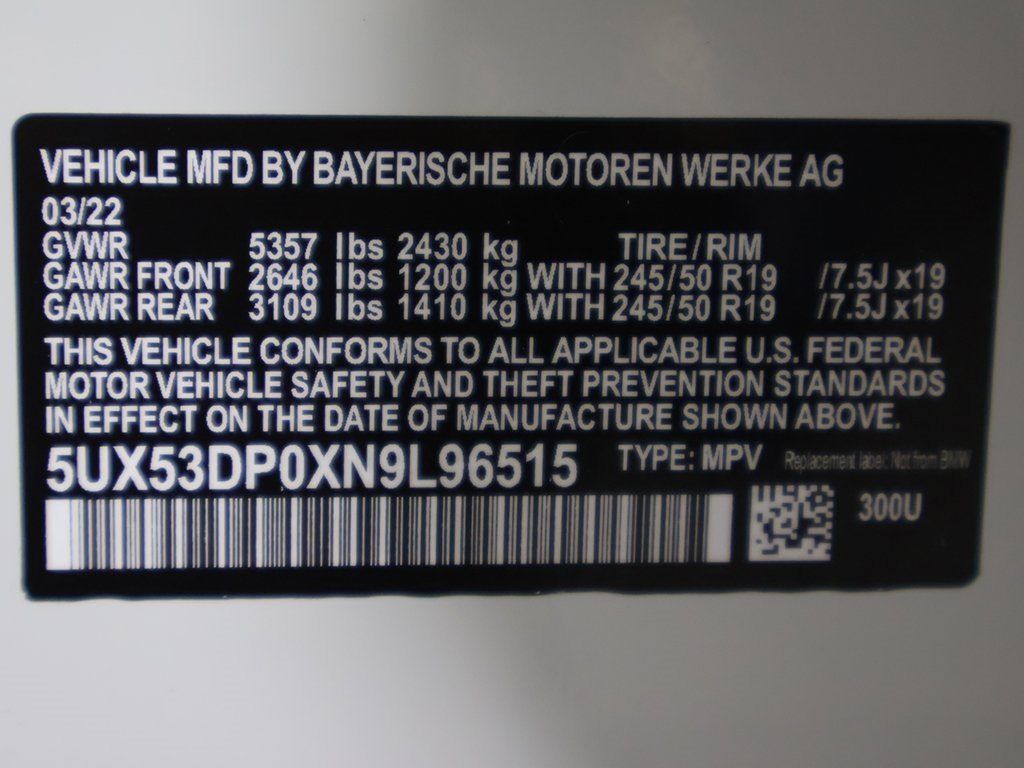 VEHICLE MFD BY BAYERISCHE MOTOREN WERKE AG
03/22
GVWR 5357 lbs 2430 kg TIRE/RIM
GAWR FRONT 2646 lbs 1200 kg WITH 245/50 R19 /7.5J x19
GAWR REAR 3109 lbs 1410 kg WITH 245/50 R19 /7.5J x19
THIS VEHICLE CONFORMS TO ALL APPLICABLE U.S. FEDERAL
MOTOR VEHICLE SAFETY AND THEFT PREVENTION STANDARDS
IN EFFECT ON THE DATE OF MANUFACTURE SHOWN ABOVE.
5UX53DP0XN9L96515 TYPE: MPV Replacement label: Not from BMW
300U